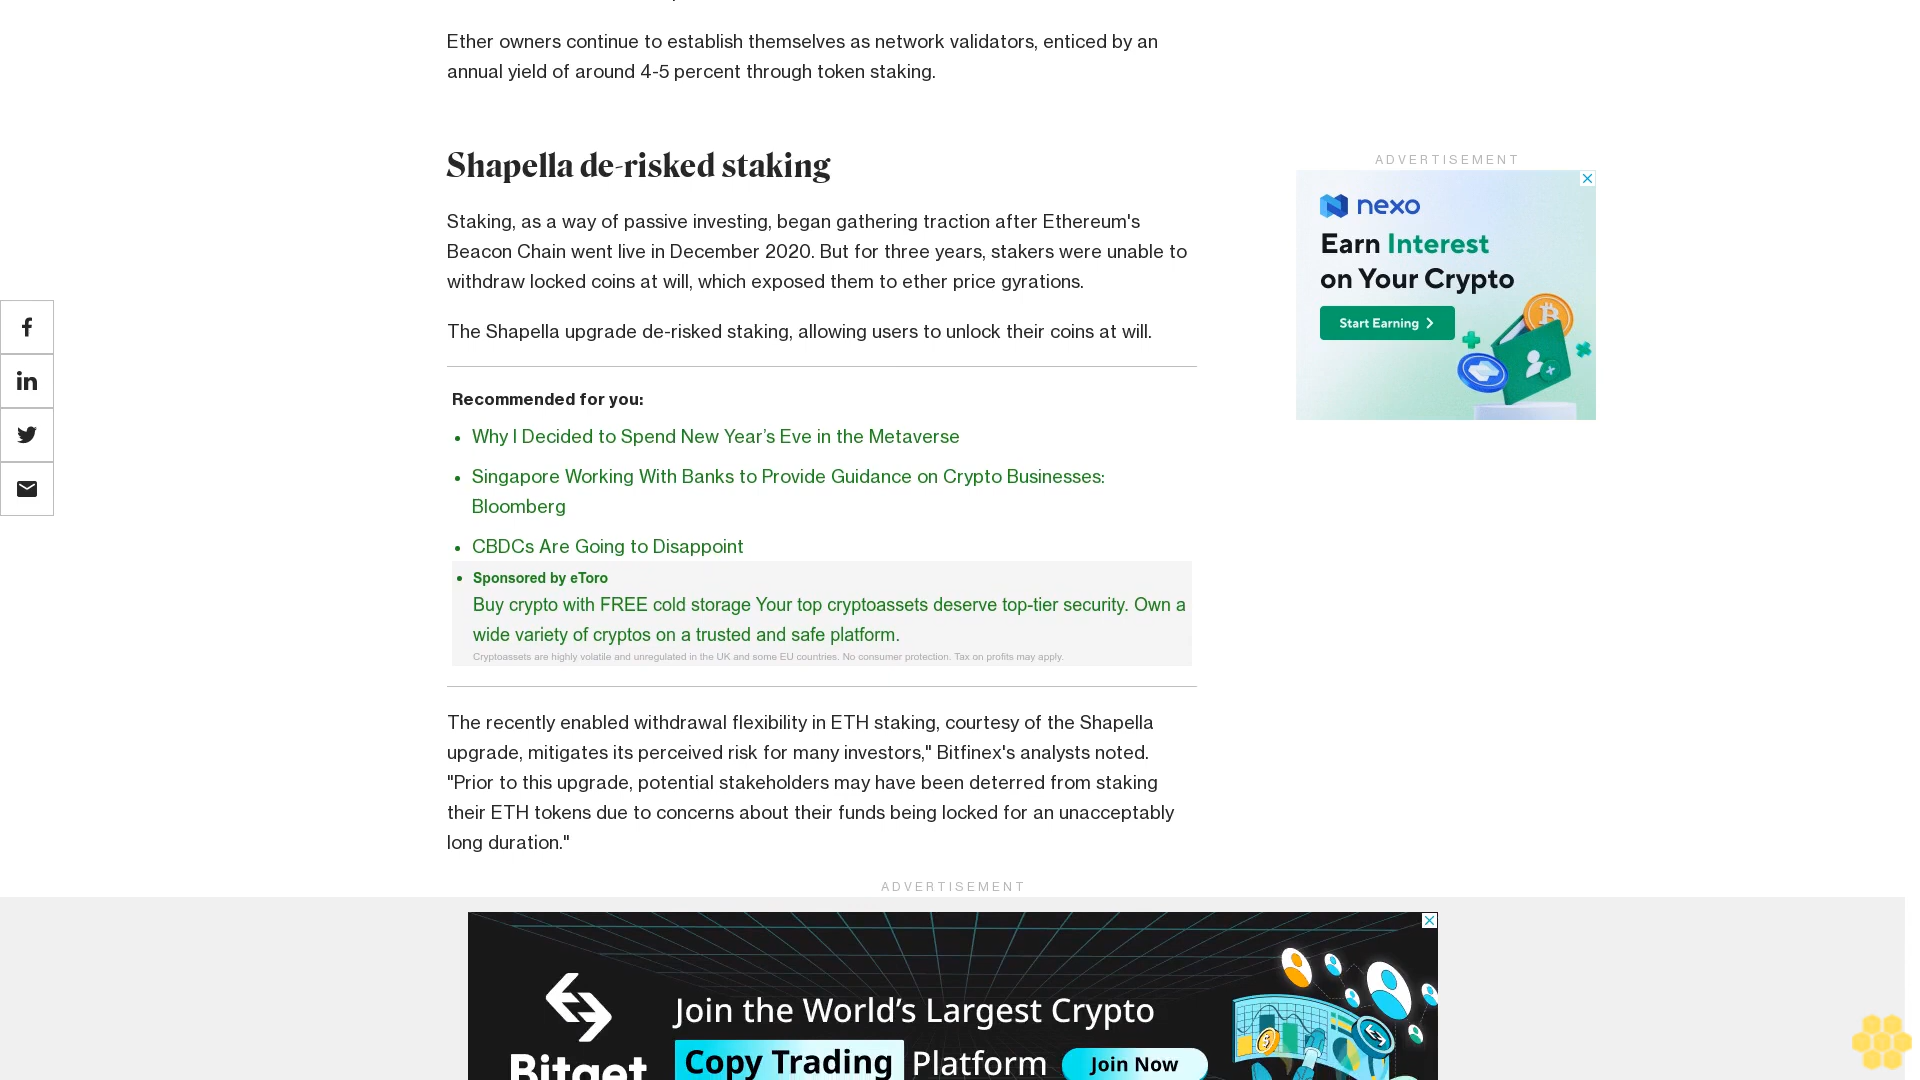 Ether owners continue to establish themselves as network validators, enticed by an
annual yield of around 4-5 percent through token staking.
Shapella de-risked staking
Staking, as a way of passive investing, began gathering traction after Ethereum's
Beacon Chain went live in December 2020. But for three years, stakers were unable to
withdraw locked coins at will, which exposed them to ether price gyrations.
The Shapella upgrade de-risked staking, allowing users to unlock their coins at will.
Recommended for you:
Why I Decided to Spend New Year’s Eve in the Metaverse
Singapore Working With Banks to Provide Guidance on Crypto Businesses:
Bloomberg
CBDCs Are Going to Disappoint
Sponsored by eToro
Buy crypto with FREE cold storage Your top cryptoassets deserve top-tier security. Own a
wide variety of cryptos on a trusted and safe platform.
Cryptoassets are highly volatile and unregulated in the UK and some EU countries. No consumer protection. Tax on profits may apply.
The recently enabled withdrawal flexibility in ETH staking, courtesy of the Shapella
upgrade, mitigates its perceived risk for many investors," Bitfinex's analysts noted.
"Prior to this upgrade, potential stakeholders may have been deterred from staking
their ETH tokens due to concerns about their funds being locked for an unacceptably
long duration."
ADVERTISEMENT
nexo
Earn Interest
on Your Crypto
Start Earning
ADVERTISEMENT
Bitget
Join the World’s Largest Crypto
Copy Trading Platform
Join Now